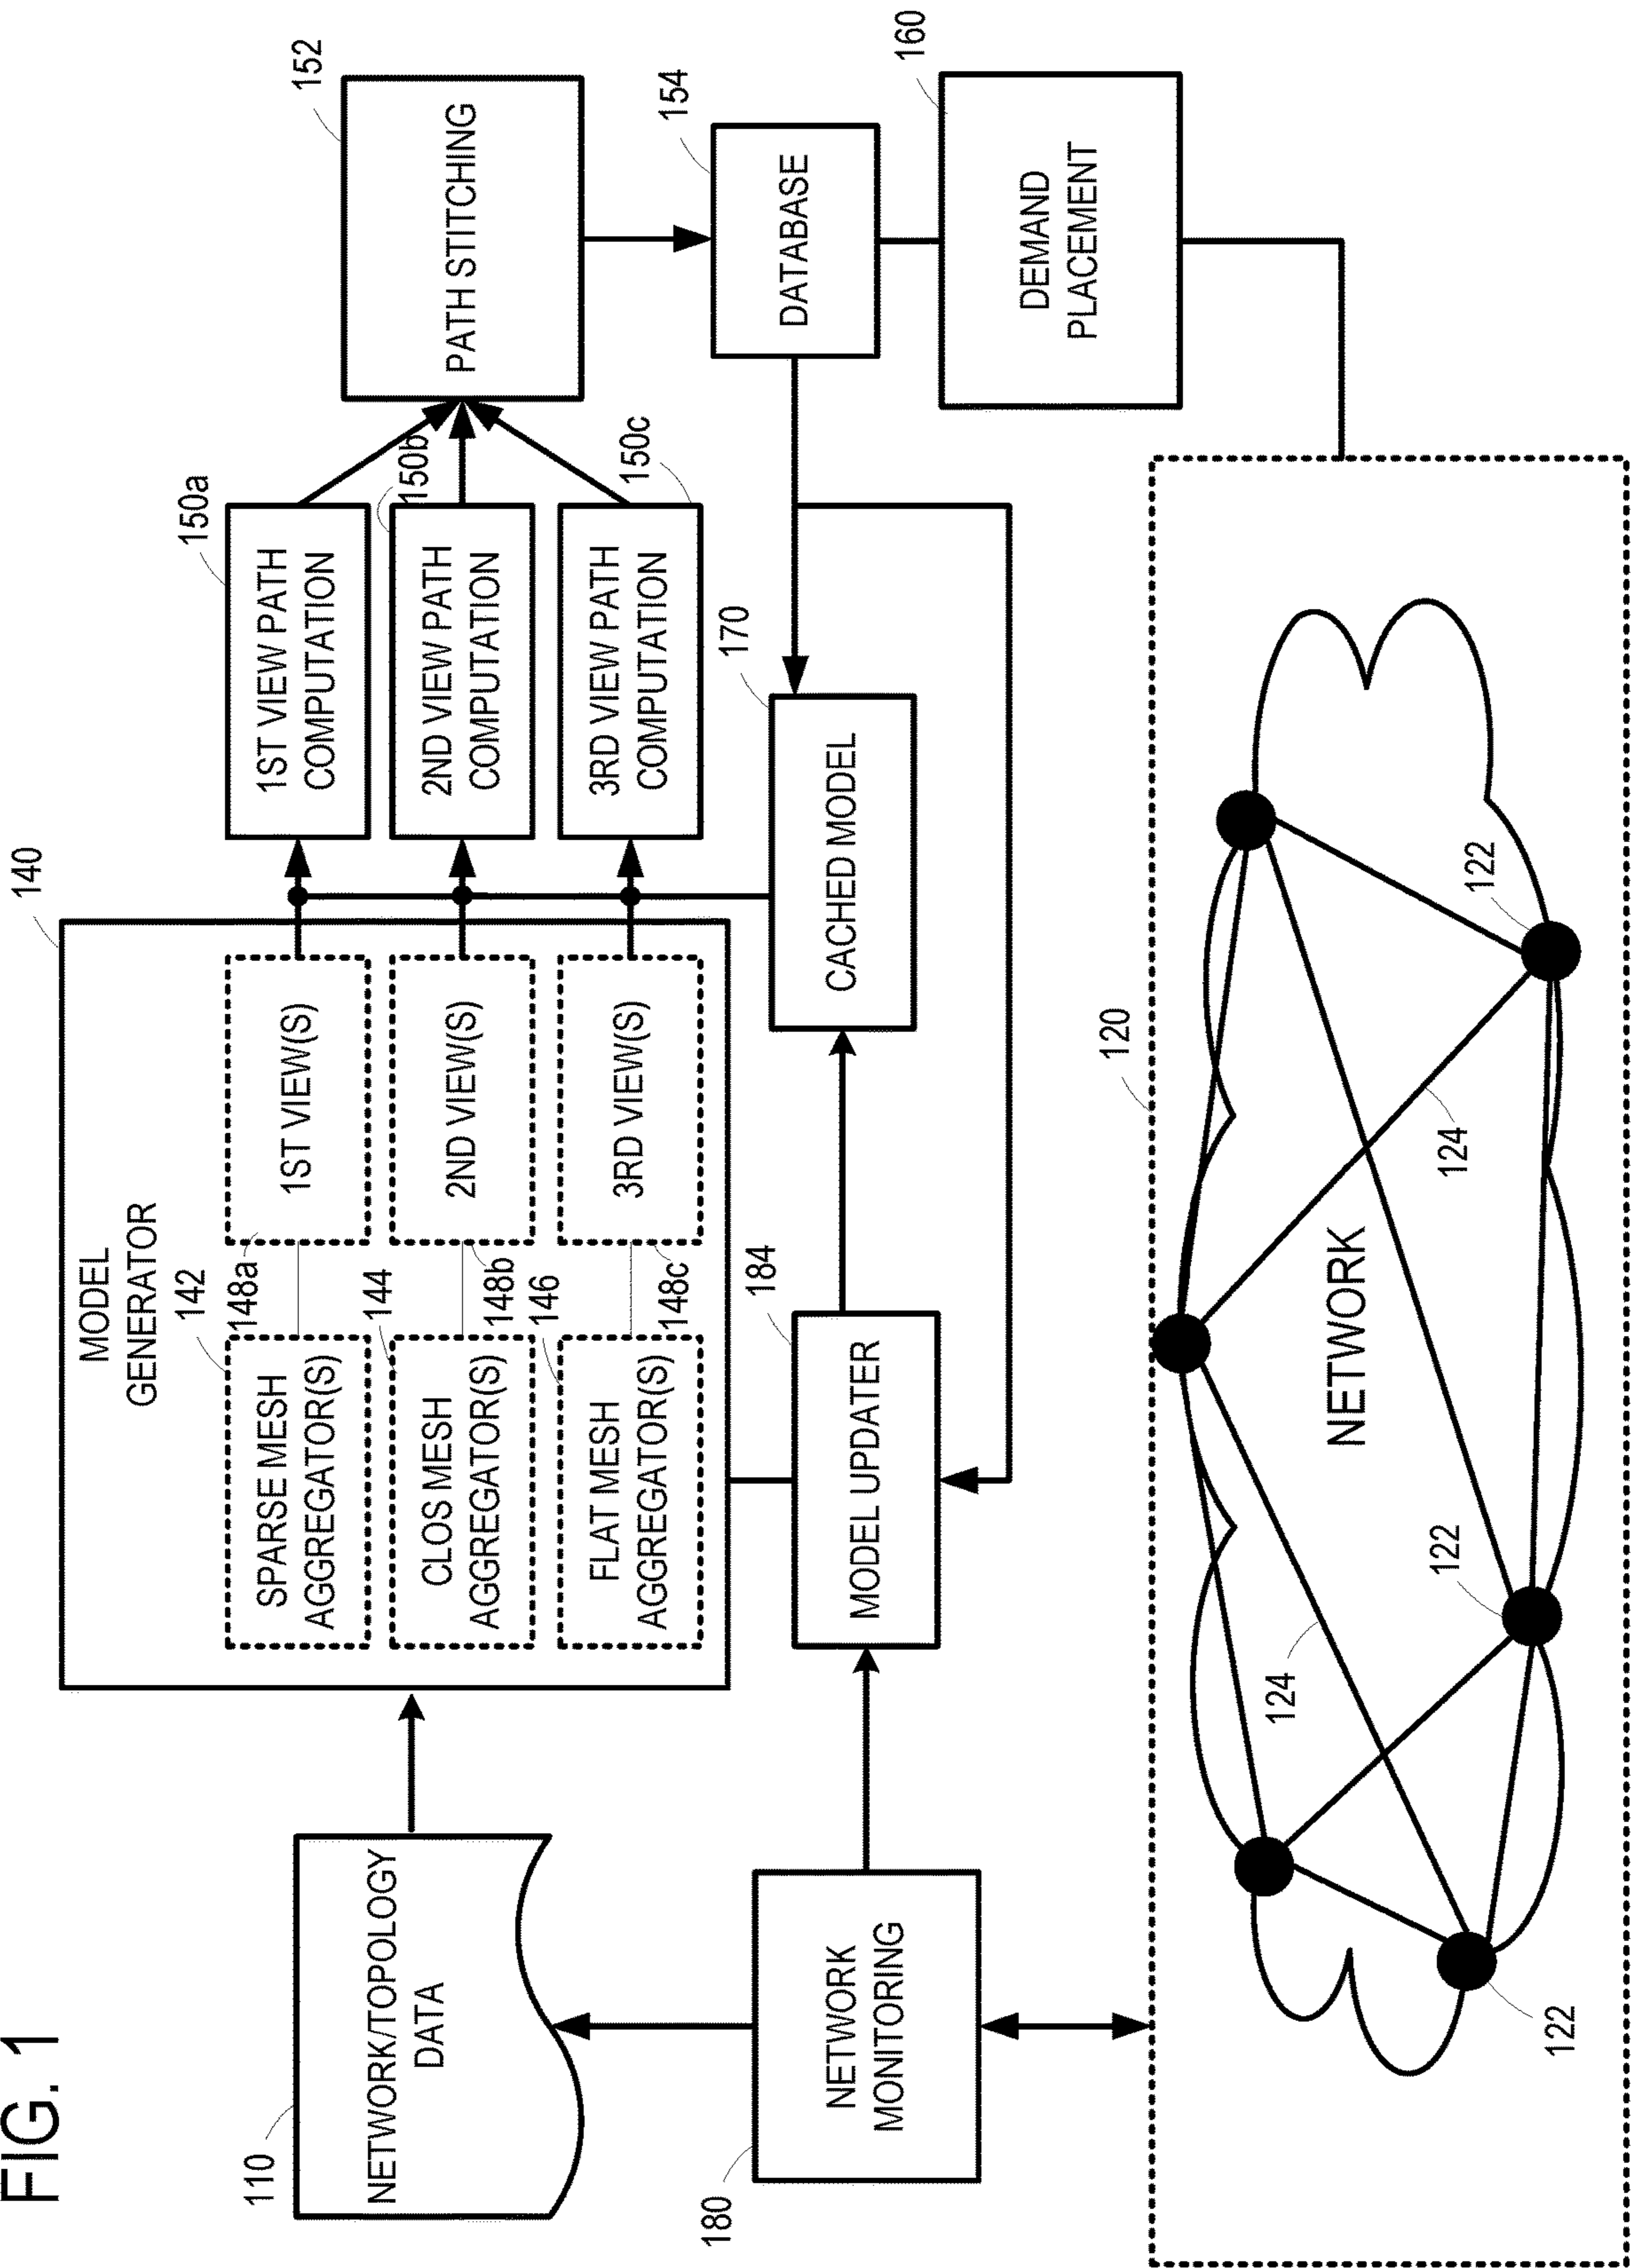 FIG. 1
110
NETWORK/TOPOLOGY
DATA
140
MODEL
GENERATOR
142
SPARSE MESH
AGGREGATOR(S)
148a
1ST VIEW(S)
144
CLOS MESH
AGGREGATOR(S)
148b
2ND VIEW(S)
146
FLAT MESH
AGGREGATOR(S)
148c
3RD VIEW(S)
150a
1ST VIEW PATH
COMPUTATION
150b
2ND VIEW PATH
COMPUTATION
150c
3RD VIEW PATH
COMPUTATION
152
PATH STITCHING
154
DATABASE
160
DEMAND
PLACEMENT
170
CACHED MODEL
184
MODEL UPDATER
180
NETWORK
MONITORING
120
NETWORK
122
124
122
124
122